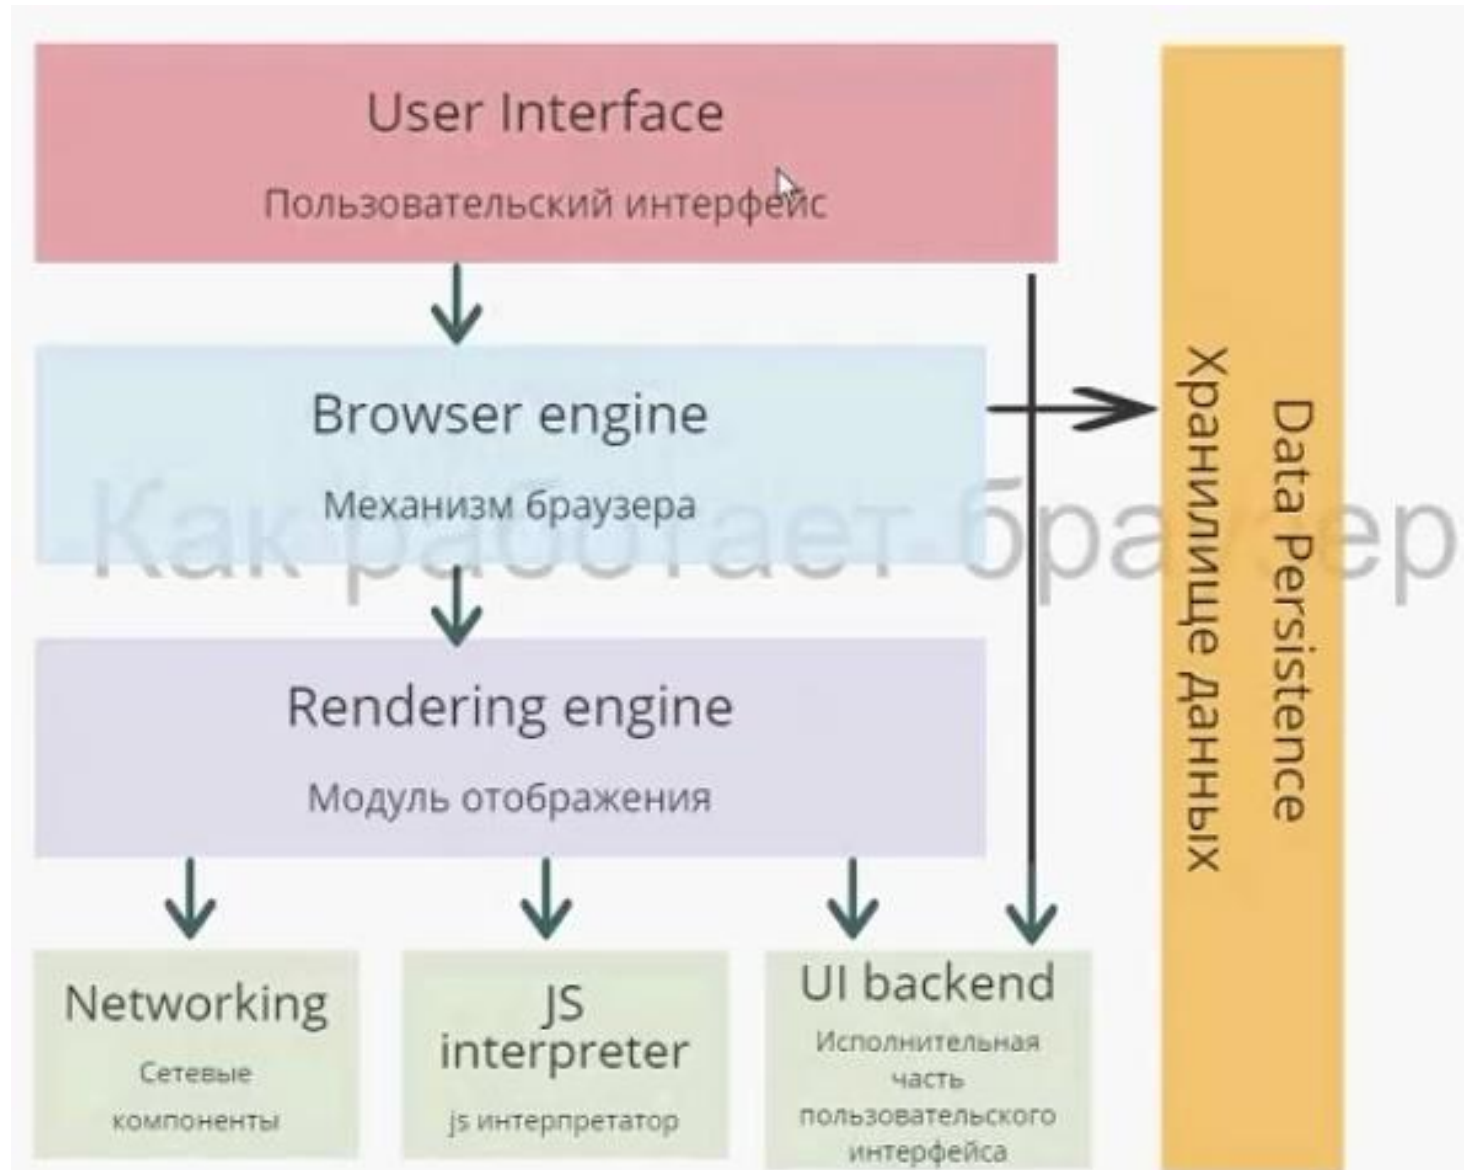 User Interface
Пользовательский интерфейс
Browser engine
Механизм браузера
Как работает браузер
Rendering engine
Модуль отображения
Networking
Сетевые
компоненты
JS
interpreter
js интерпретатор
UI backend
Исполнительная
часть
пользовательского
интерфейса
Data Persistence
Хранилище данных